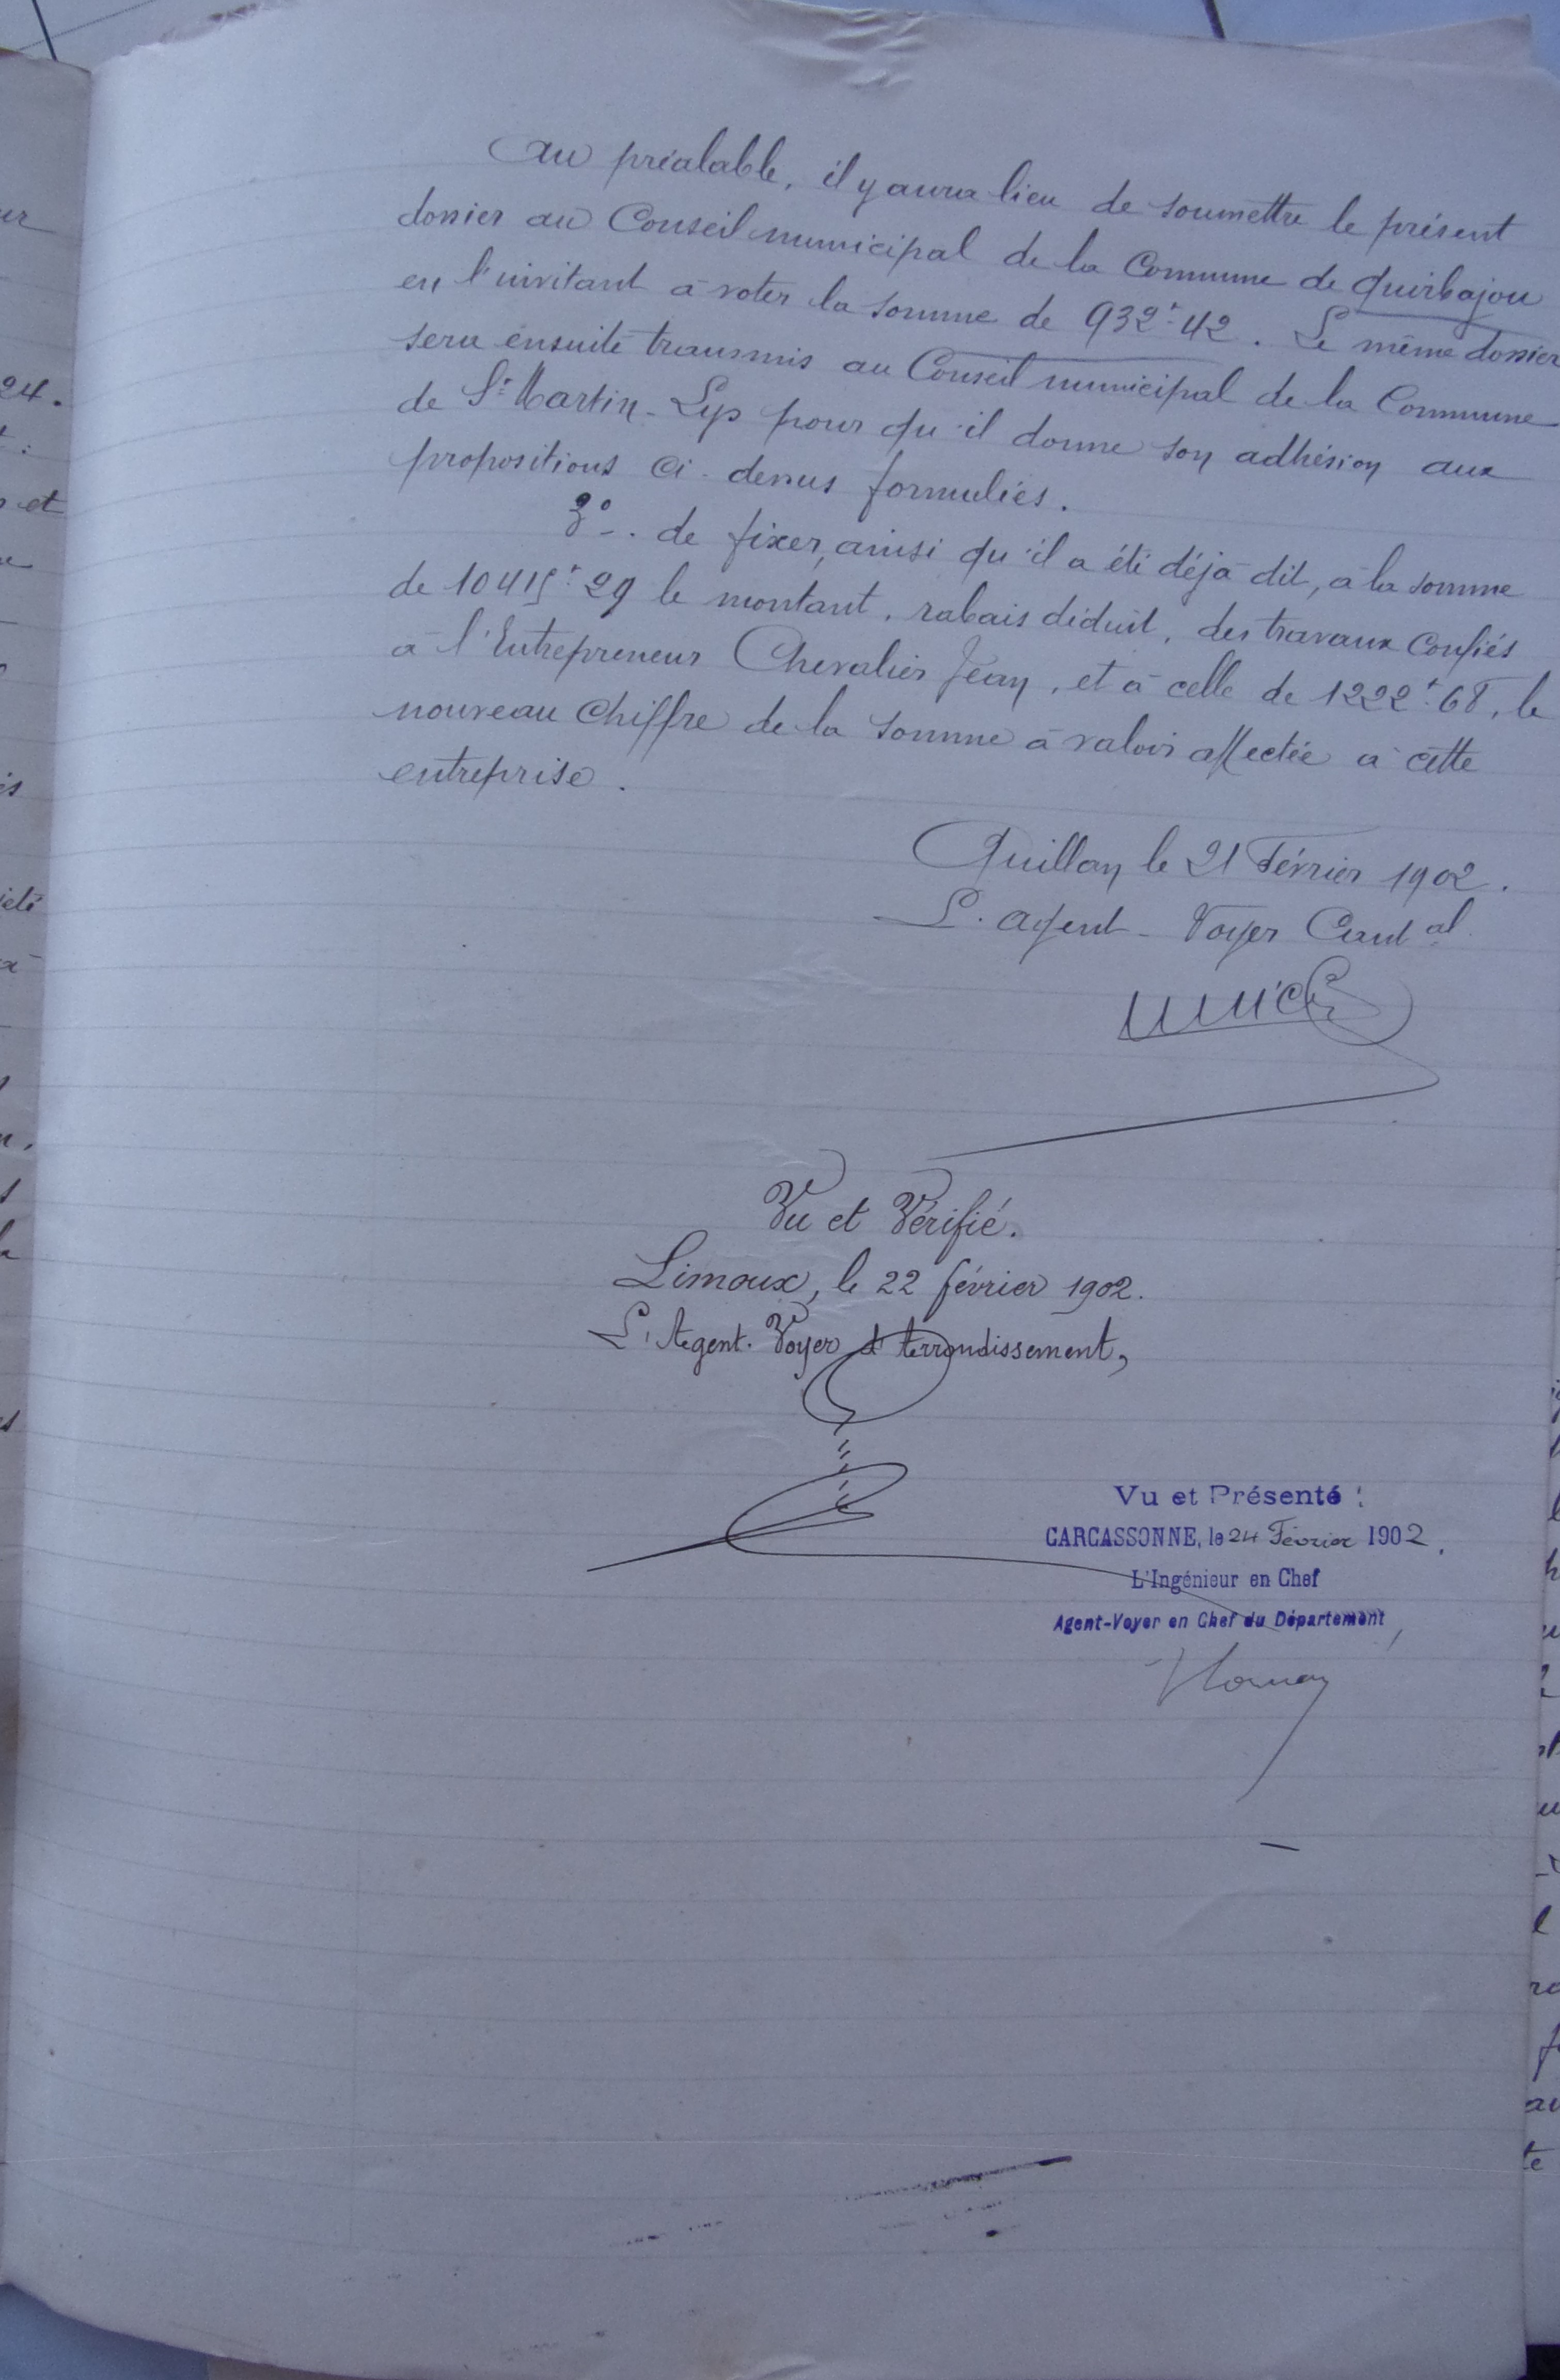 Au préalable, il y aura lieu de soumettre le présent
dossier au Conseil municipal de la Commune de Quirbajou
en l'invitant à voter la somme de 932f.42. Le même dossier
sera ensuite transmis au Conseil municipal de la Commune
de St Martin-Lys pour qu'il donne son adhésion aux
propositions ci-dessus formulées.
3°-. de fixer, ainsi qu'il a été déjà dit, à la somme
de 10415f.29 le montant, rabais déduit, des travaux confiés
à l'Entrepreneur Chevalier Jean, et à celle de 1222f.68, le
nouveau chiffre de la somme à valoir affectée à cette
entreprise.
Quillan le 21 Février 1902.
L'agent-Voyer Cantal
Vu et Vérifié.
Limoux, le 22 février 1902.
L'Agent-Voyer d'Arrondissement,
Vu et Présenté :
CARCASSONNE, le 24 Février 1902.
L'Ingénieur en Chef
Agent-Voyer en Chef du Département,